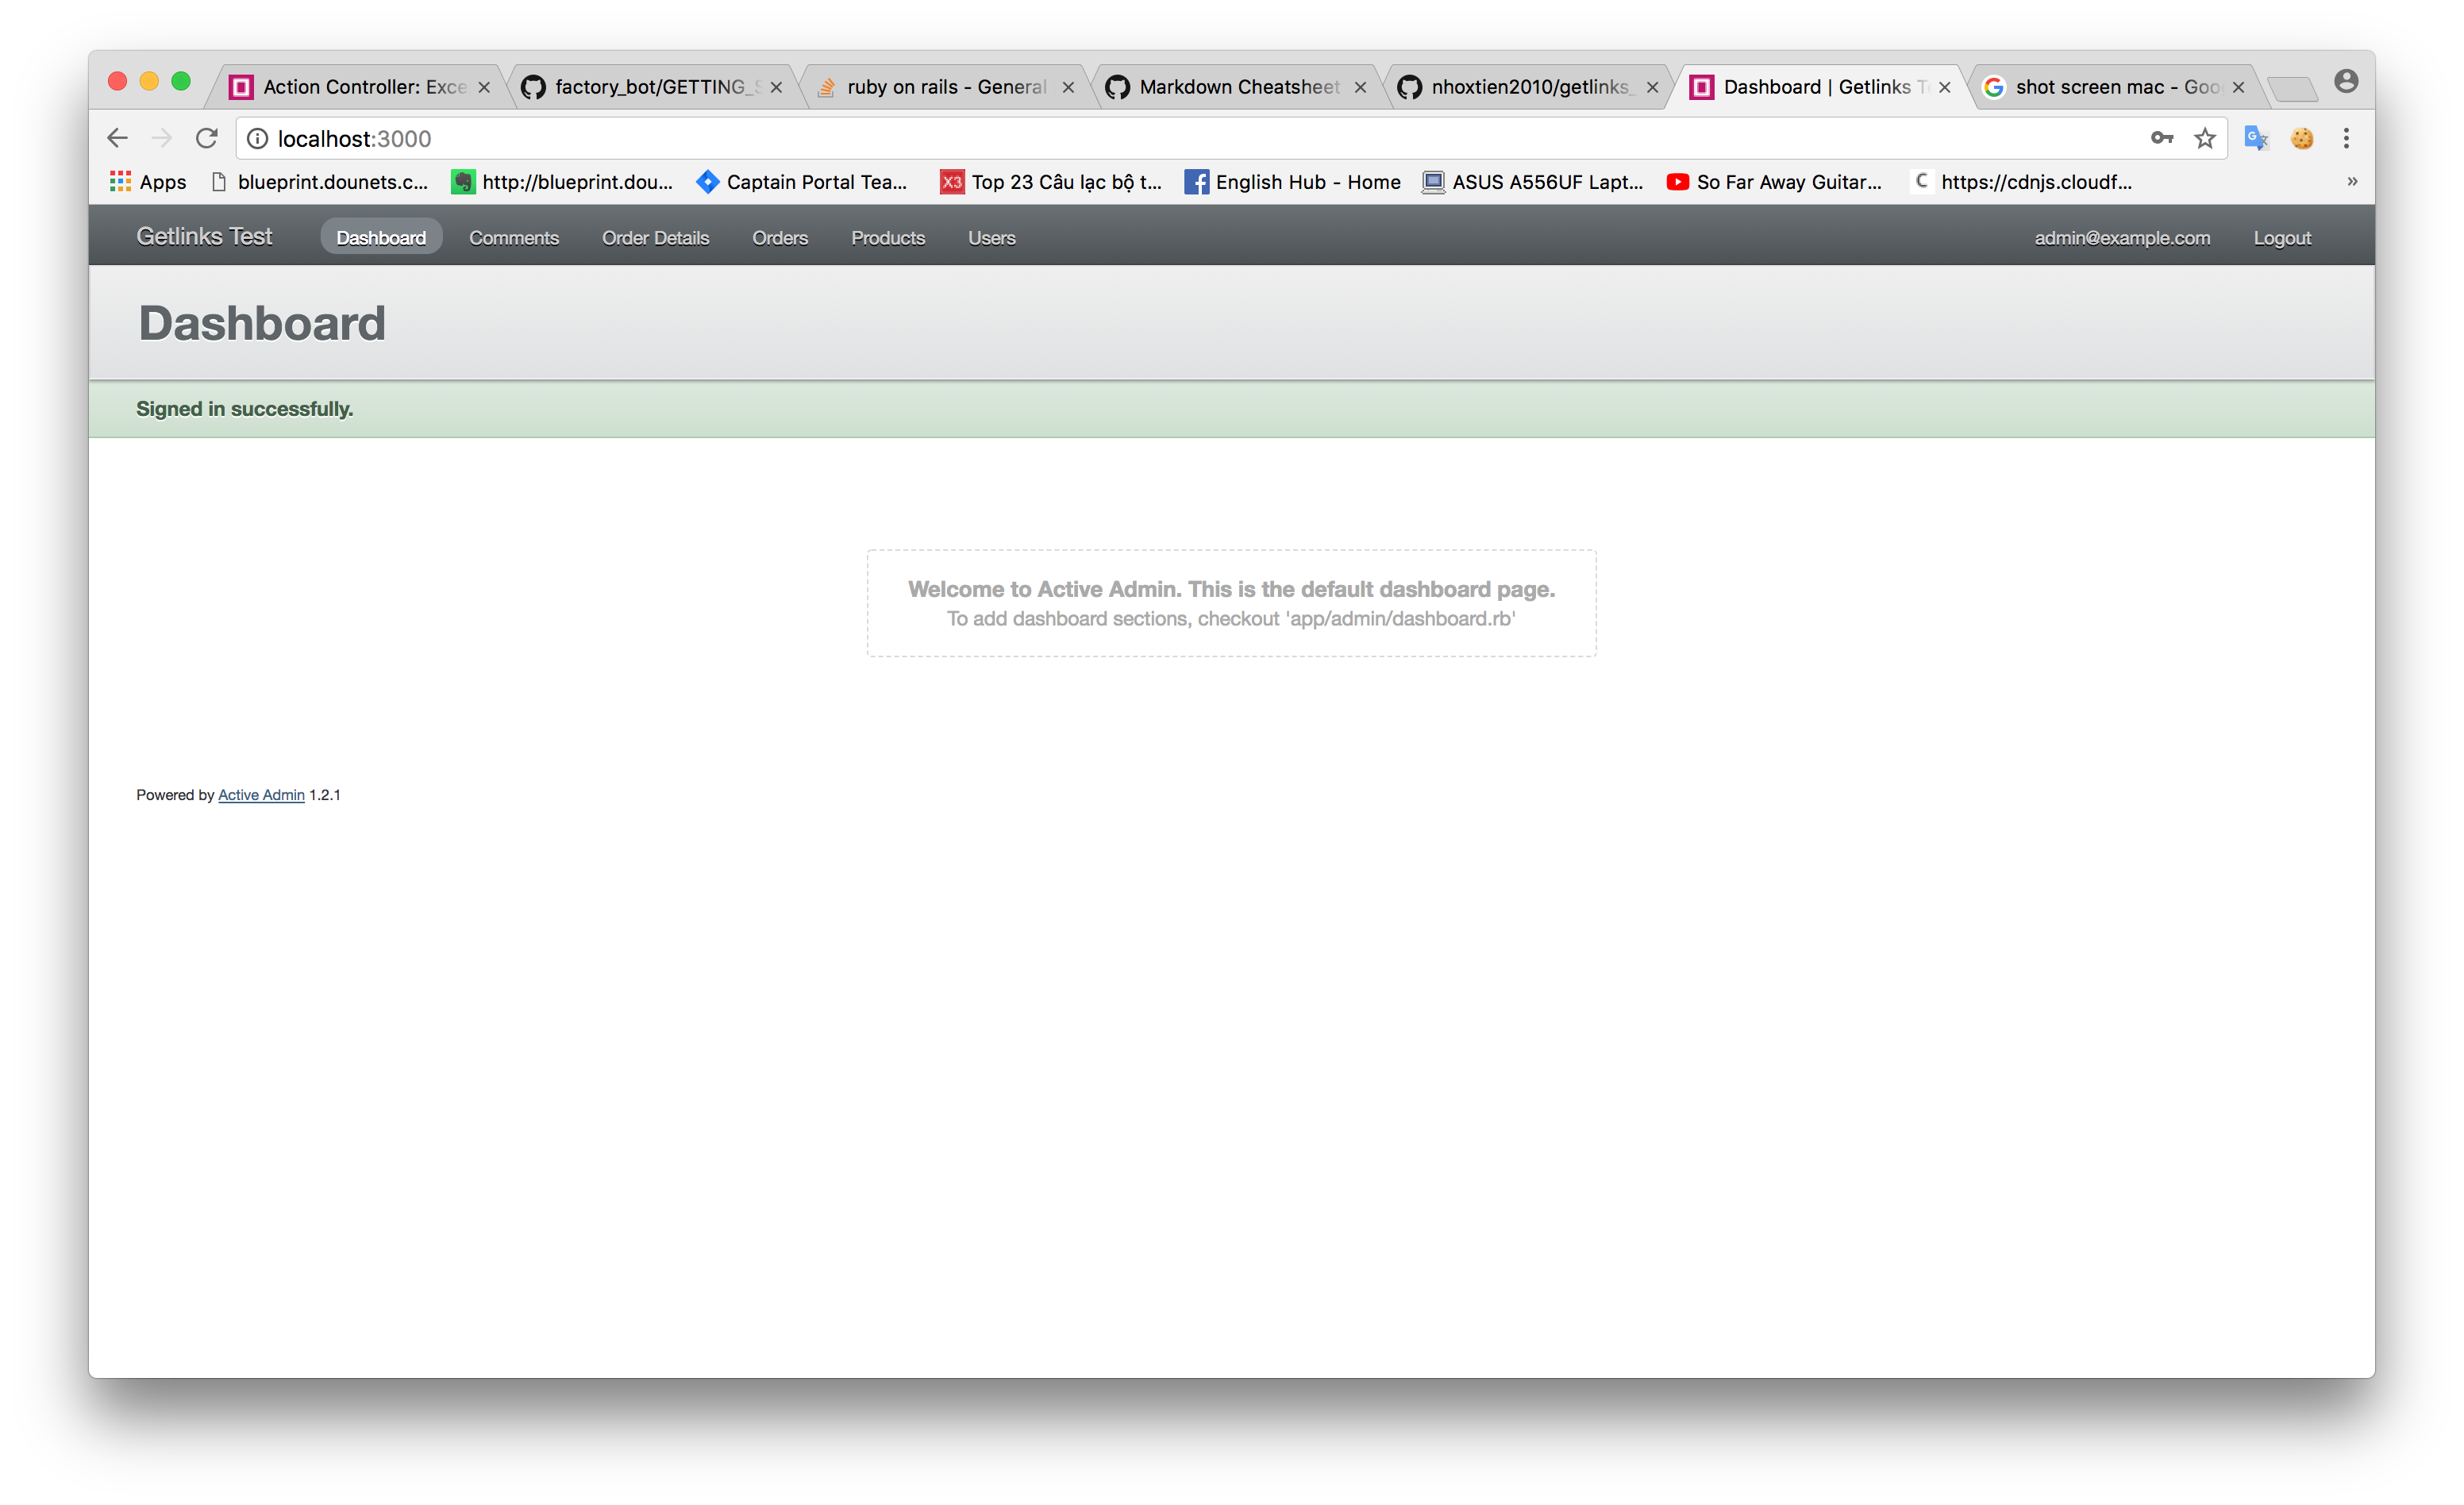 Action Controller: Exce
factory_bot/GETTING_S
ruby on rails - General
Markdown Cheatsheet
nhoxtien2010/getlinks_
Dashboard | Getlinks T
shot screen mac - Goo
localhost:3000
Apps
blueprint.dounets.c...
http://blueprint.dou...
Captain Portal Tea...
X3
Top 23 Câu lạc bộ t...
English Hub - Home
ASUS A556UF Lapt...
So Far Away Guitar...
C
https://cdnjs.cloudf...
»
Getlinks Test
Dashboard
Comments
Order Details
Orders
Products
Users
admin@example.com
Logout
Dashboard
Signed in successfully.
Welcome to Active Admin. This is the default dashboard page.
To add dashboard sections, checkout 'app/admin/dashboard.rb'
Powered by Active Admin 1.2.1